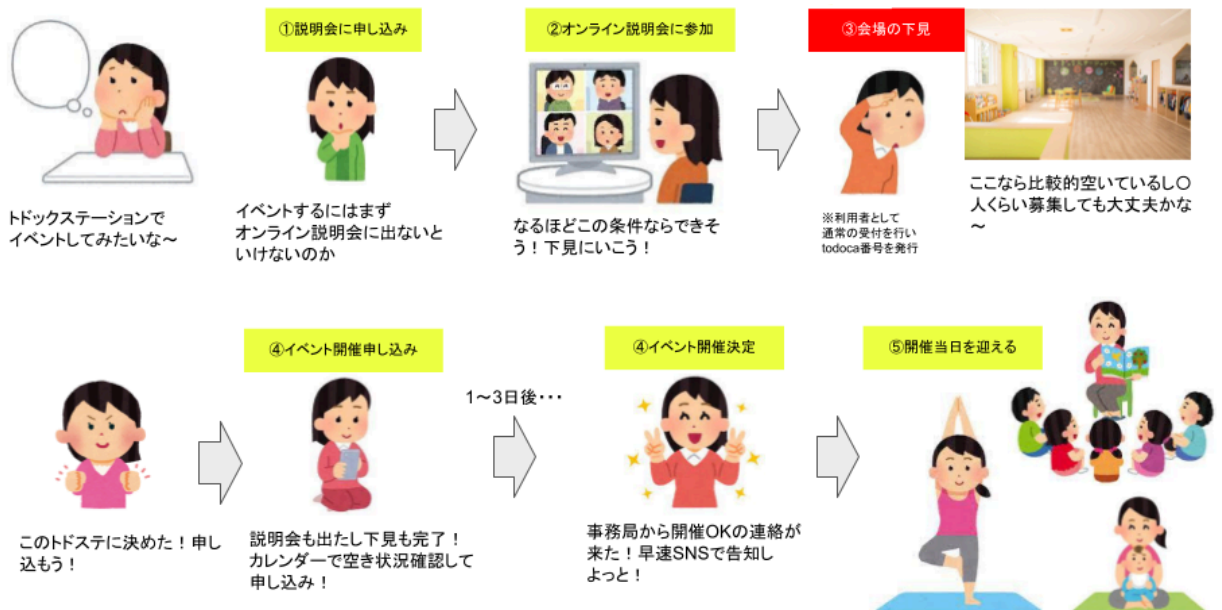 ①説明会に申し込み
②オンライン説明会に参加
③会場の下見
トドックステーションで
イベントしてみたいな～
イベントするにはまず
オンライン説明会に出ないと
いけないのか
なるほどこの条件ならできそ
う！下見にいこう！
※利用者として
通常の受付を行い
todoca番号を発行
ここなら比較的空いているし〇
人くらい募集しても大丈夫かな
～
④イベント開催申し込み
④イベント開催決定
⑤開催当日を迎える
1～3日後・・・
このトドステに決めた！申し
込もう！
説明会も出たし下見も完了！
カレンダーで空き状況確認して
申し込み！
事務局から開催OKの連絡が
来た！早速SNSで告知し
よっと！